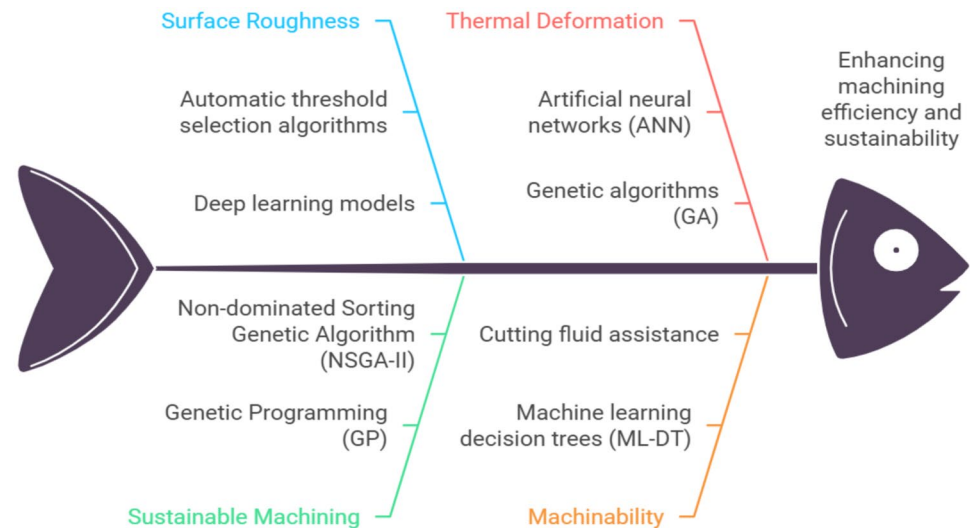 Surface Roughness
Automatic threshold
selection algorithms
Deep learning models
Thermal Deformation
Artificial neural
networks (ANN)
Genetic algorithms
(GA)
Enhancing
machining
efficiency and
sustainability
Non-dominated Sorting
Genetic Algorithm
(NSGA-II)
Genetic Programming
(GP)
Sustainable Machining
Cutting fluid assistance
Machine learning
decision trees (ML-DT)
Machinability